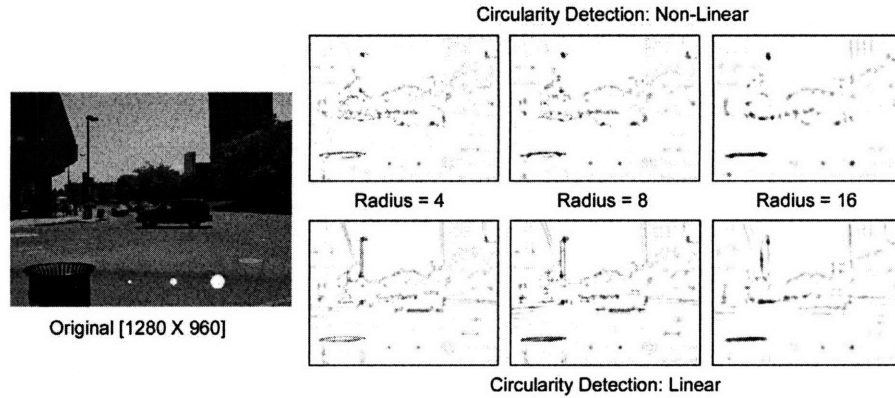 Circularity Detection: Non-Linear
Radius = 4
Radius = 8
Radius = 16
Original [1280 X 960]
Circularity Detection: Linear